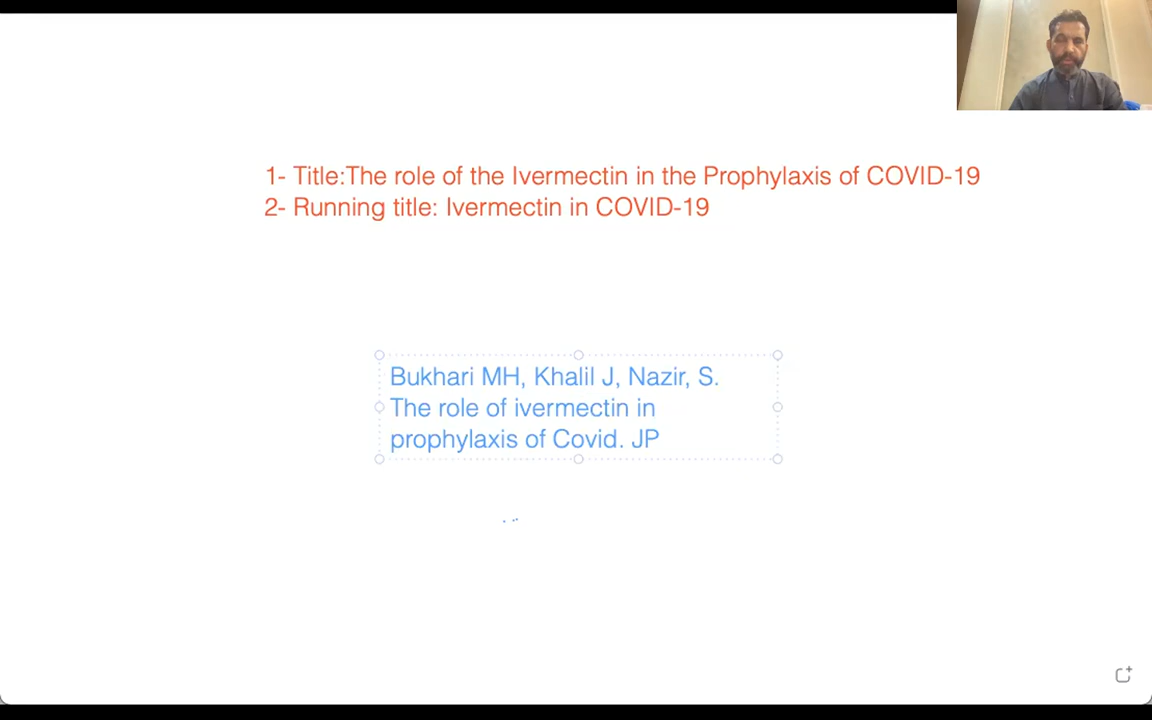 1- Title:The role of the Ivermectin in the Prophylaxis of COVID-19
2- Running title: Ivermectin in COVID-19
Bukhari MH, Khalil J, Nazir, S.
The role of ivermectin in
prophylaxis of Covid. JP